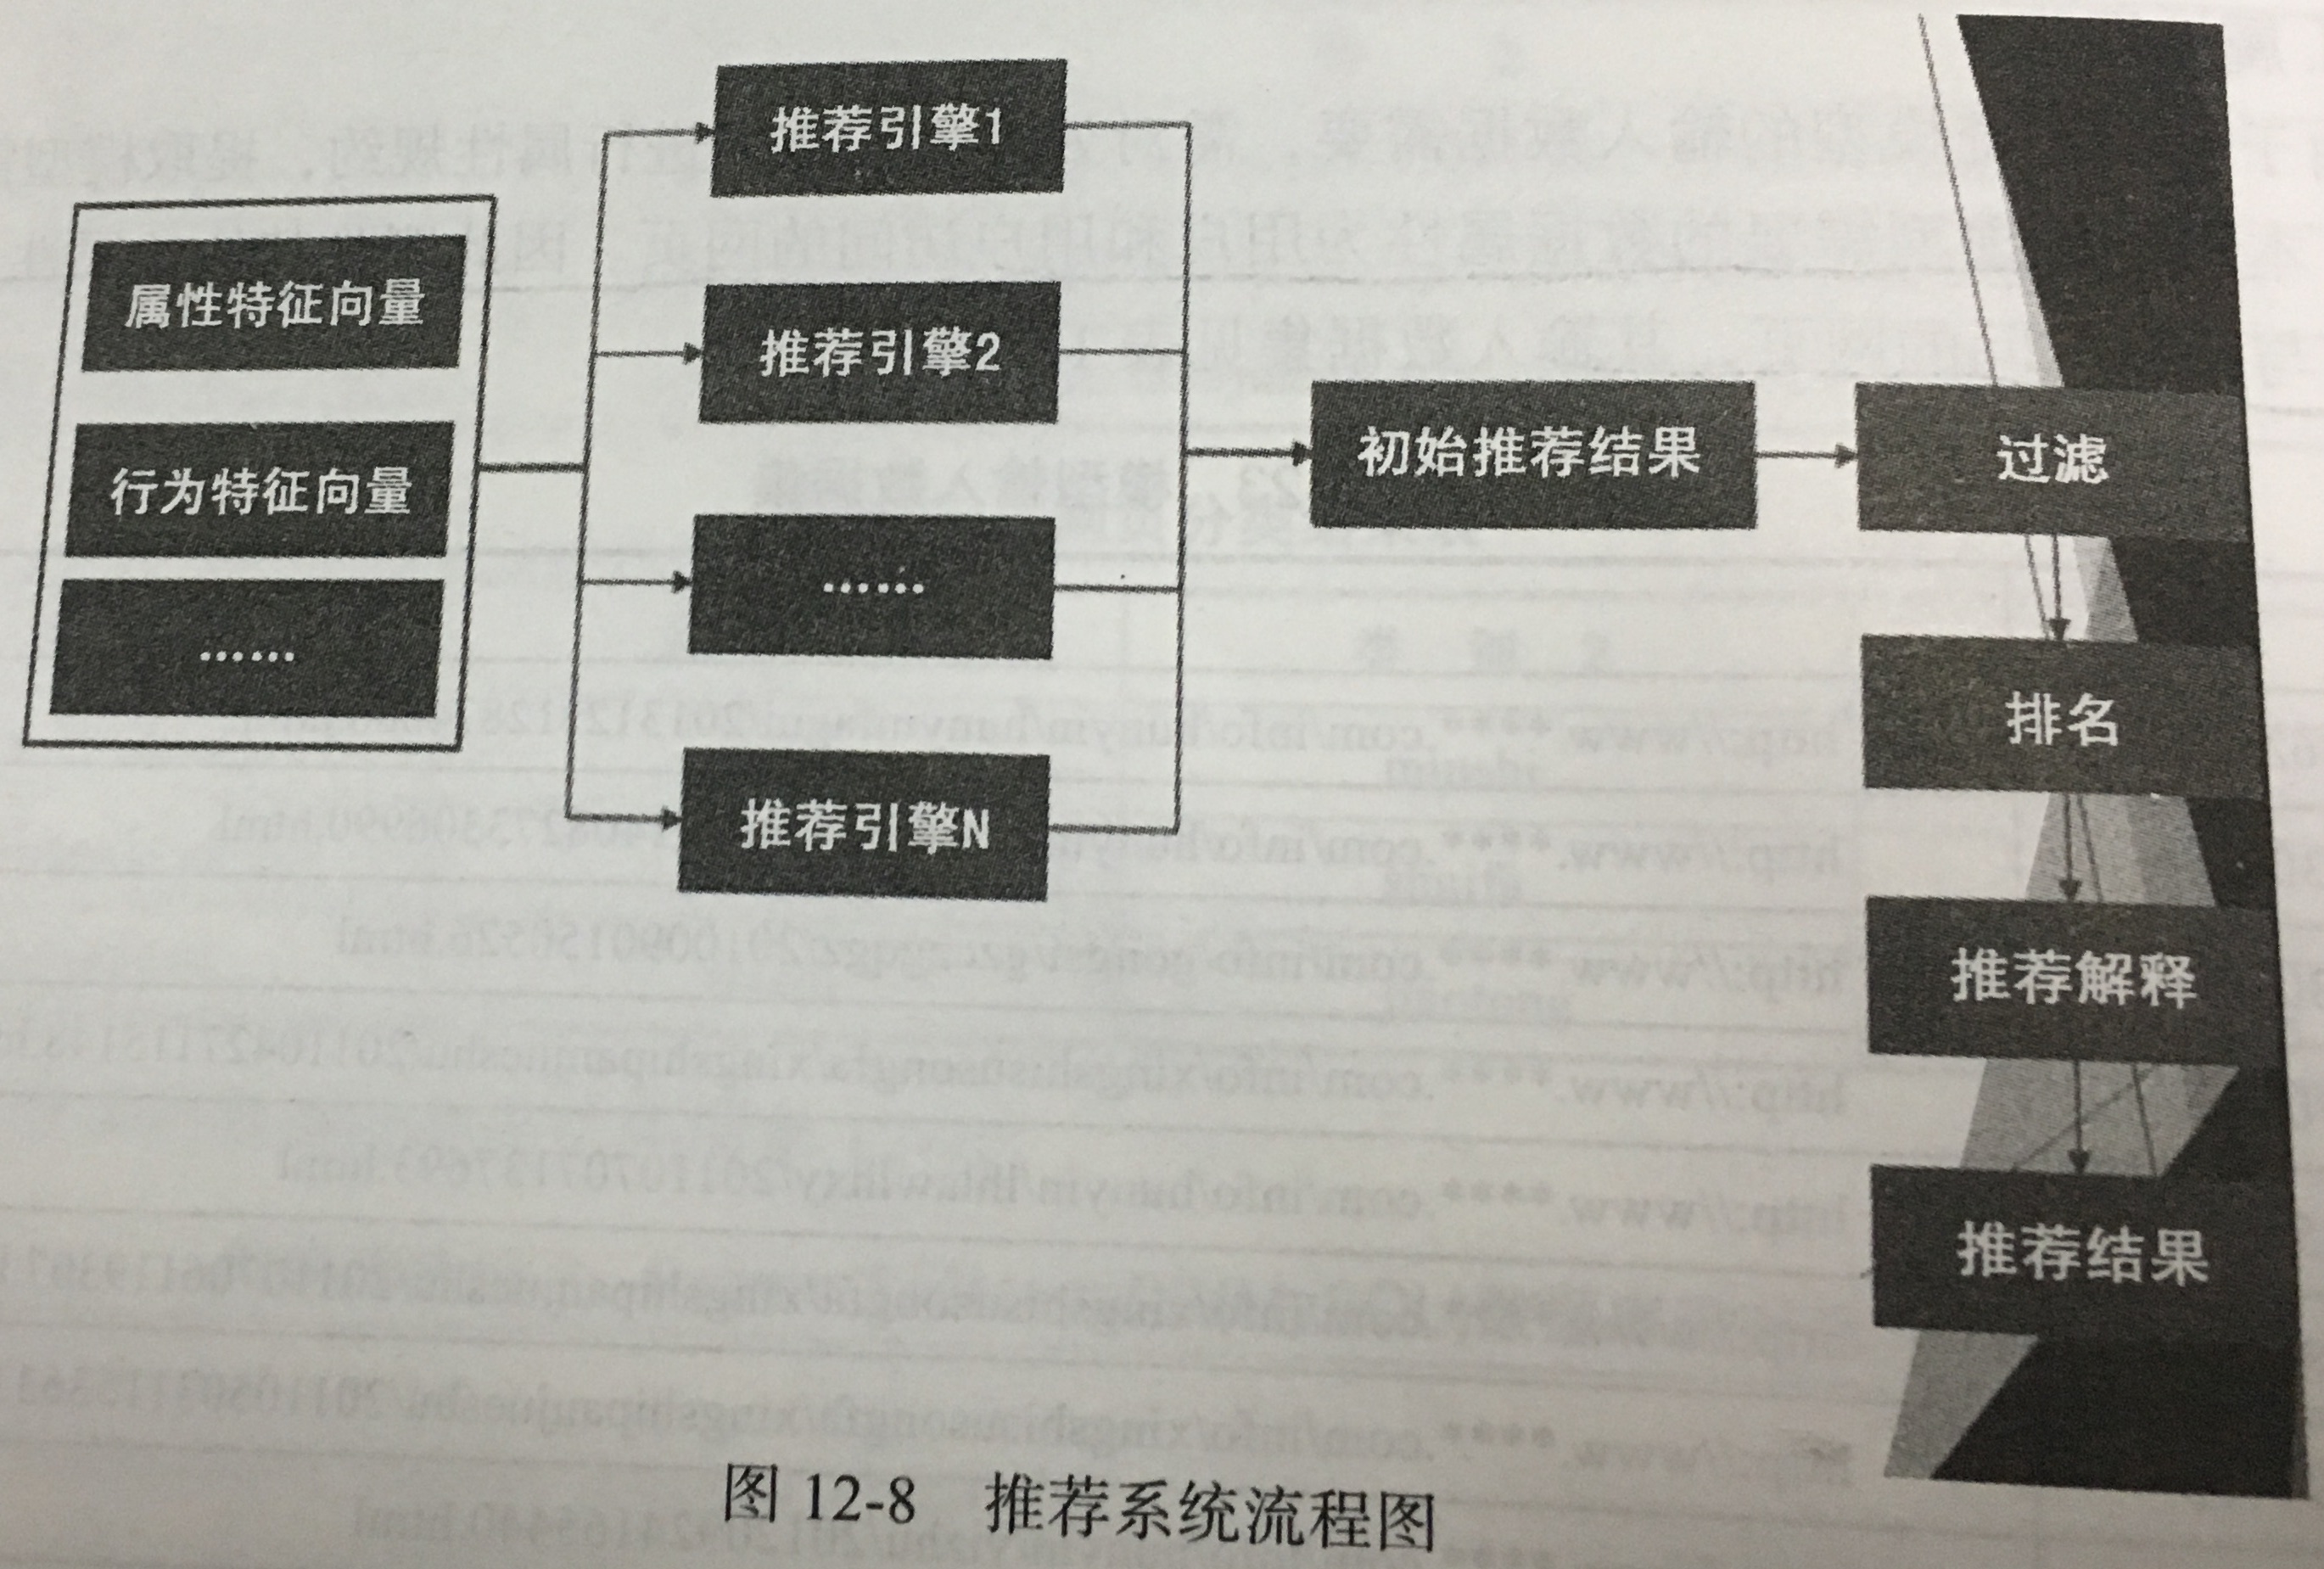 属性特征向量
行为特征向量
……
推荐引擎1
推荐引擎2
……
推荐引擎N
初始推荐结果
过滤
排名
推荐解释
推荐结果
图 12-8 推荐系统流程图